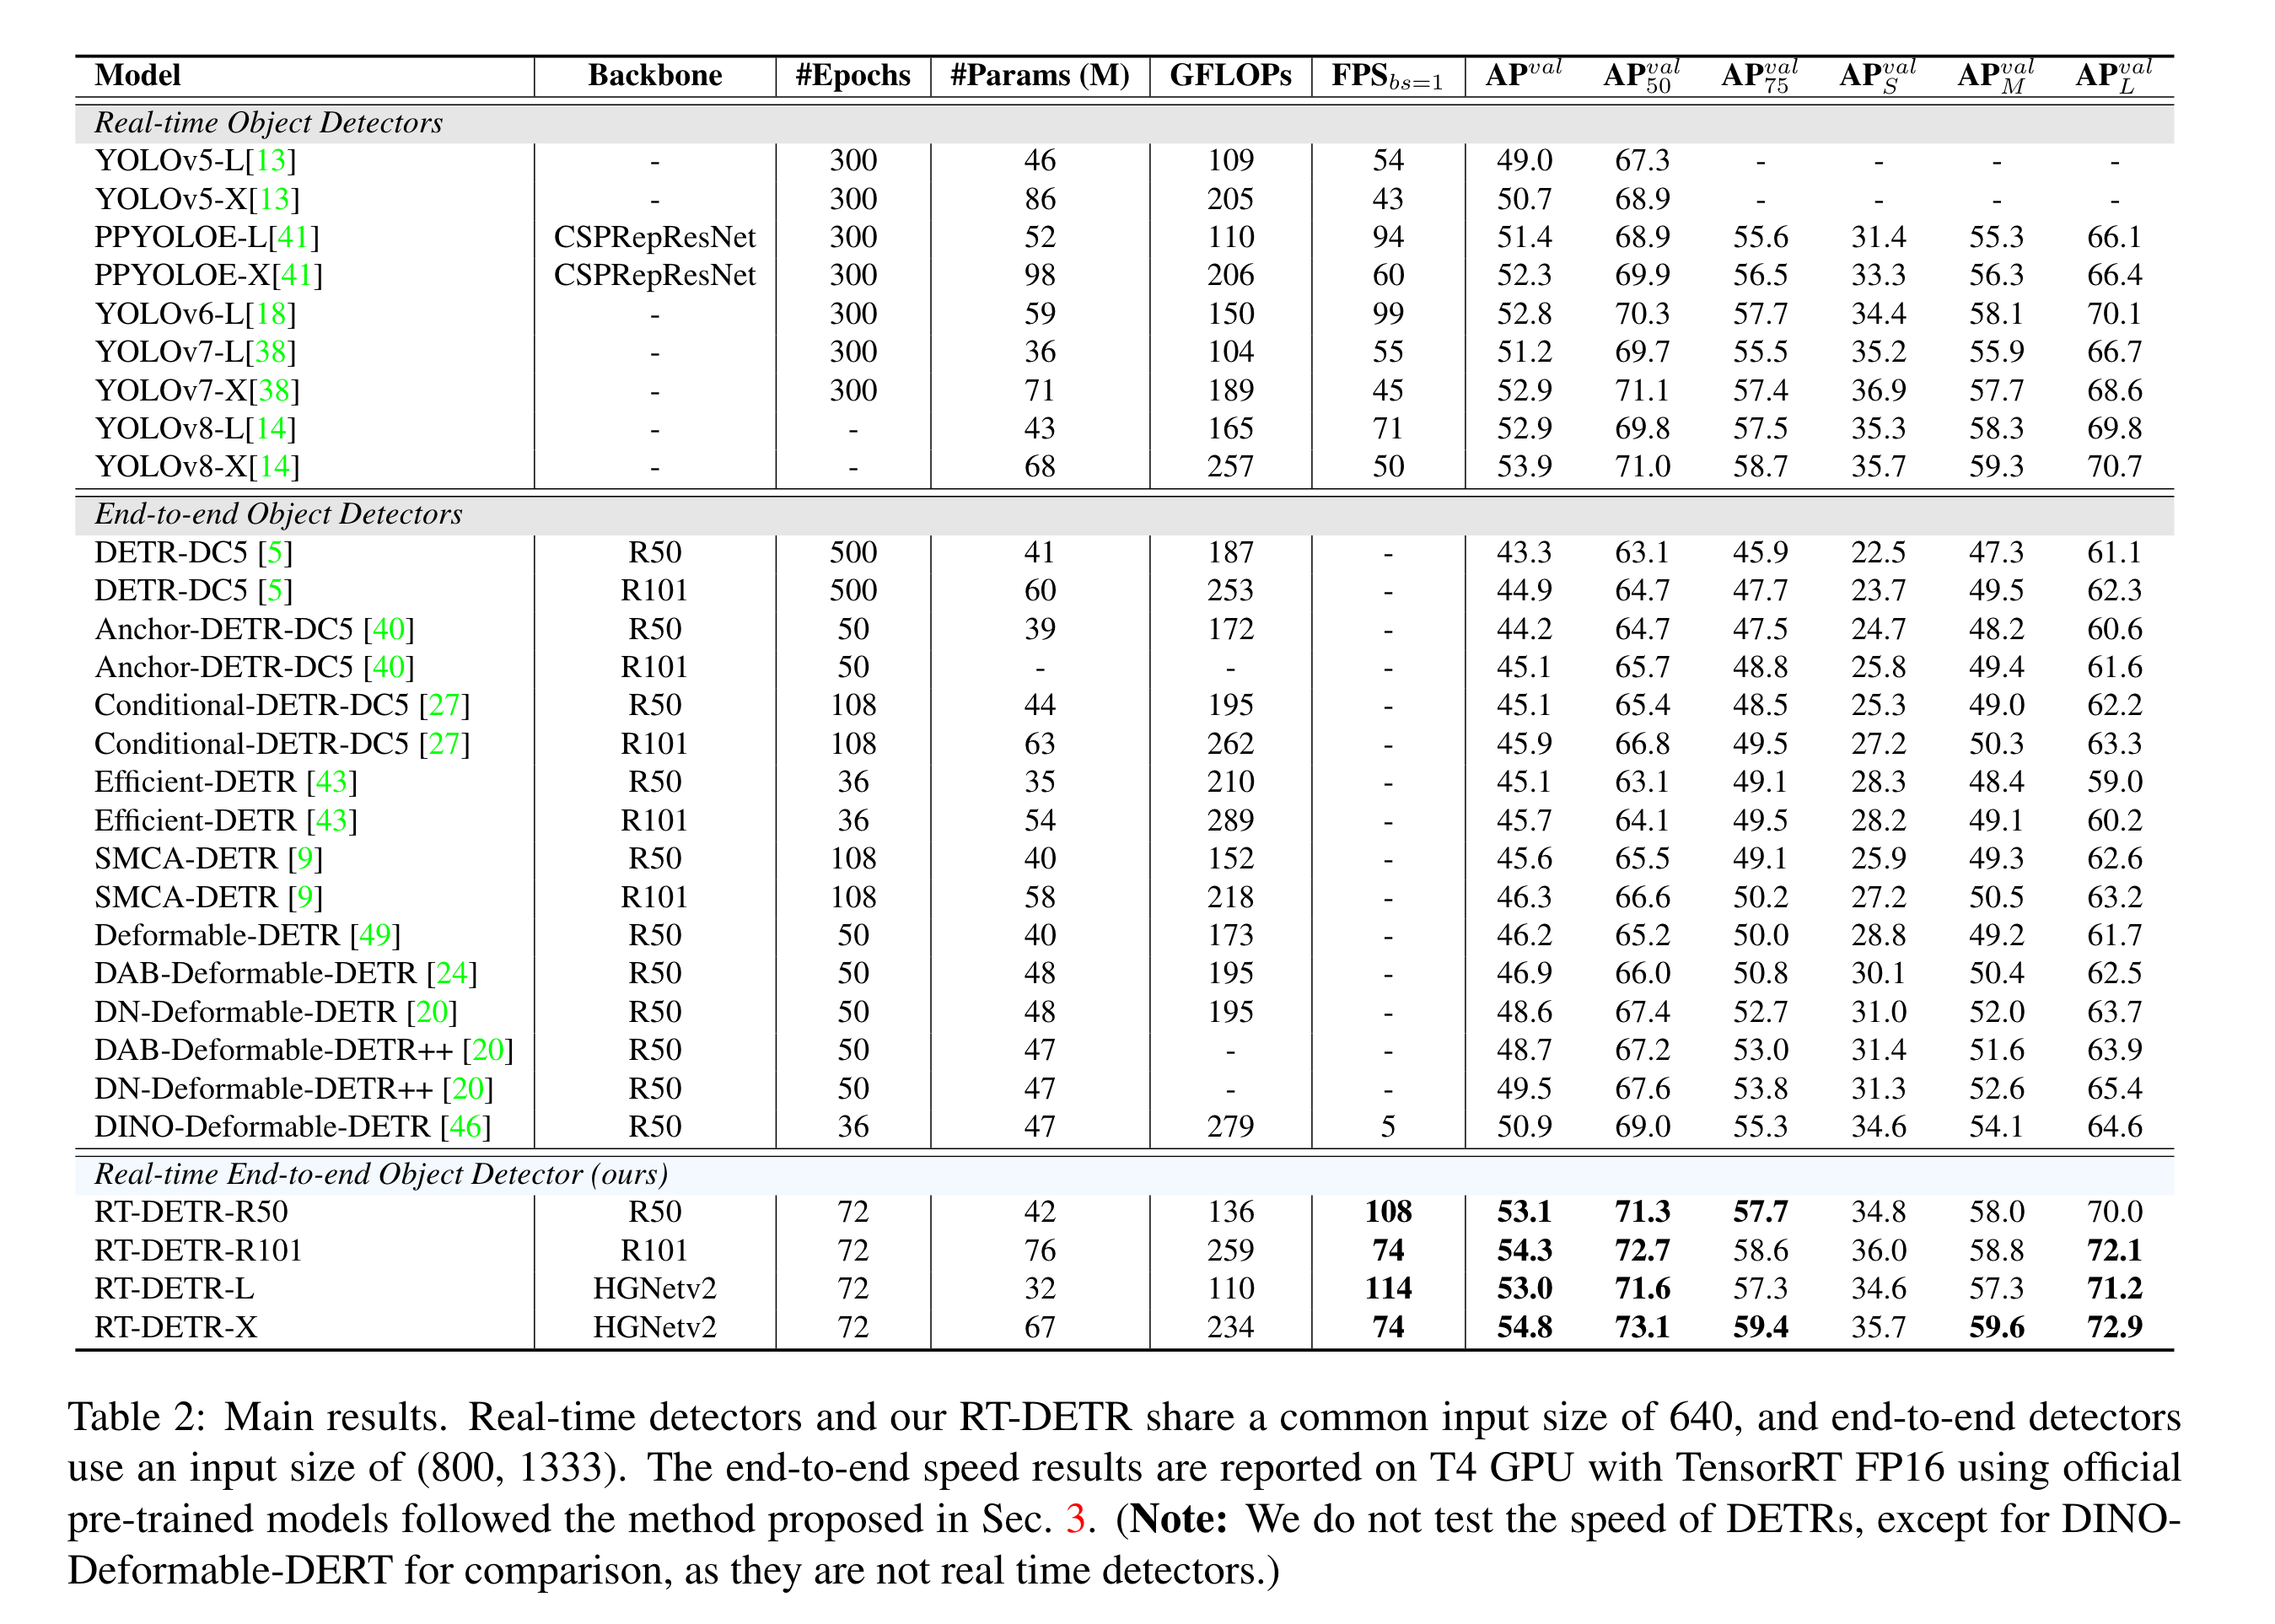 Model Backbone #Epochs #Params (M) GFLOPs FPS_{bs=1} AP^{val} AP^{val}_{50} AP^{val}_{75} AP^{val}_{S} AP^{val}_{M} AP^{val}_{L}
Real-time Object Detectors
YOLOv5-L[13] - 300 46 109 54 49.0 67.3 - - - -
YOLOv5-X[13] - 300 86 205 43 50.7 68.9 - - - -
PPYOLOE-L[41] CSPRepResNet 300 52 110 94 51.4 68.9 55.6 31.4 55.3 66.1
PPYOLOE-X[41] CSPRepResNet 300 98 206 60 52.3 69.9 56.5 33.3 56.3 66.4
YOLOv6-L[18] - 300 59 150 99 52.8 70.3 57.7 34.4 58.1 70.1
YOLOv7-L[38] - 300 36 104 55 51.2 69.7 55.5 35.2 55.9 66.7
YOLOv7-X[38] - 300 71 189 45 52.9 71.1 57.4 36.9 57.7 68.6
YOLOv8-L[14] - - 43 165 71 52.9 69.8 57.5 35.3 58.3 69.8
YOLOv8-X[14] - - 68 257 50 53.9 71.0 58.7 35.7 59.3 70.7
End-to-end Object Detectors
DETR-DC5 [5] R50 500 41 187 - 43.3 63.1 45.9 22.5 47.3 61.1
DETR-DC5 [5] R101 500 60 253 - 44.9 64.7 47.7 23.7 49.5 62.3
Anchor-DETR-DC5 [40] R50 50 39 172 - 44.2 64.7 47.5 24.7 48.2 60.6
Anchor-DETR-DC5 [40] R101 50 - - - 45.1 65.7 48.8 25.8 49.4 61.6
Conditional-DETR-DC5 [27] R50 108 44 195 - 45.1 65.4 48.5 25.3 49.0 62.2
Conditional-DETR-DC5 [27] R101 108 63 262 - 45.9 66.8 49.5 27.2 50.3 63.3
Efficient-DETR [43] R50 36 35 210 - 45.1 63.1 49.1 28.3 48.4 59.0
Efficient-DETR [43] R101 36 54 289 - 45.7 64.1 49.5 28.2 49.1 60.2
SMCA-DETR [9] R50 108 40 152 - 45.6 65.5 49.1 25.9 49.3 62.6
SMCA-DETR [9] R101 108 58 218 - 46.3 66.6 50.2 27.2 50.5 63.2
Deformable-DETR [49] R50 50 40 173 - 46.2 65.2 50.0 28.8 49.2 61.7
DAB-Deformable-DETR [24] R50 50 48 195 - 46.9 66.0 50.8 30.1 50.4 62.5
DN-Deformable-DETR [20] R50 50 48 195 - 48.6 67.4 52.7 31.0 52.0 63.7
DAB-Deformable-DETR++ [20] R50 50 47 - - 48.7 67.2 53.0 31.4 51.6 63.9
DN-Deformable-DETR++ [20] R50 50 47 - - 49.5 67.6 53.8 31.3 52.6 65.4
DINO-Deformable-DETR [46] R50 36 47 279 5 50.9 69.0 55.3 34.6 54.1 64.6
Real-time End-to-end Object Detector (ours)
RT-DETR-R50 R50 72 42 136 108 53.1 71.3 57.7 34.8 58.0 70.0
RT-DETR-R101 R101 72 76 259 74 54.3 72.7 58.6 36.0 58.8 72.1
RT-DETR-L HGNetv2 72 32 110 114 53.0 71.6 57.3 34.6 57.3 71.2
RT-DETR-X HGNetv2 72 67 234 74 54.8 73.1 59.4 35.7 59.6 72.9
Table 2: Main results. Real-time detectors and our RT-DETR share a common input size of 640, and end-to-end detectors
use an input size of (800, 1333). The end-to-end speed results are reported on T4 GPU with TensorRT FP16 using official
pre-trained models followed the method proposed in Sec. 3. (Note: We do not test the speed of DETRs, except for DINO-
Deformable-DERT for comparison, as they are not real time detectors.)